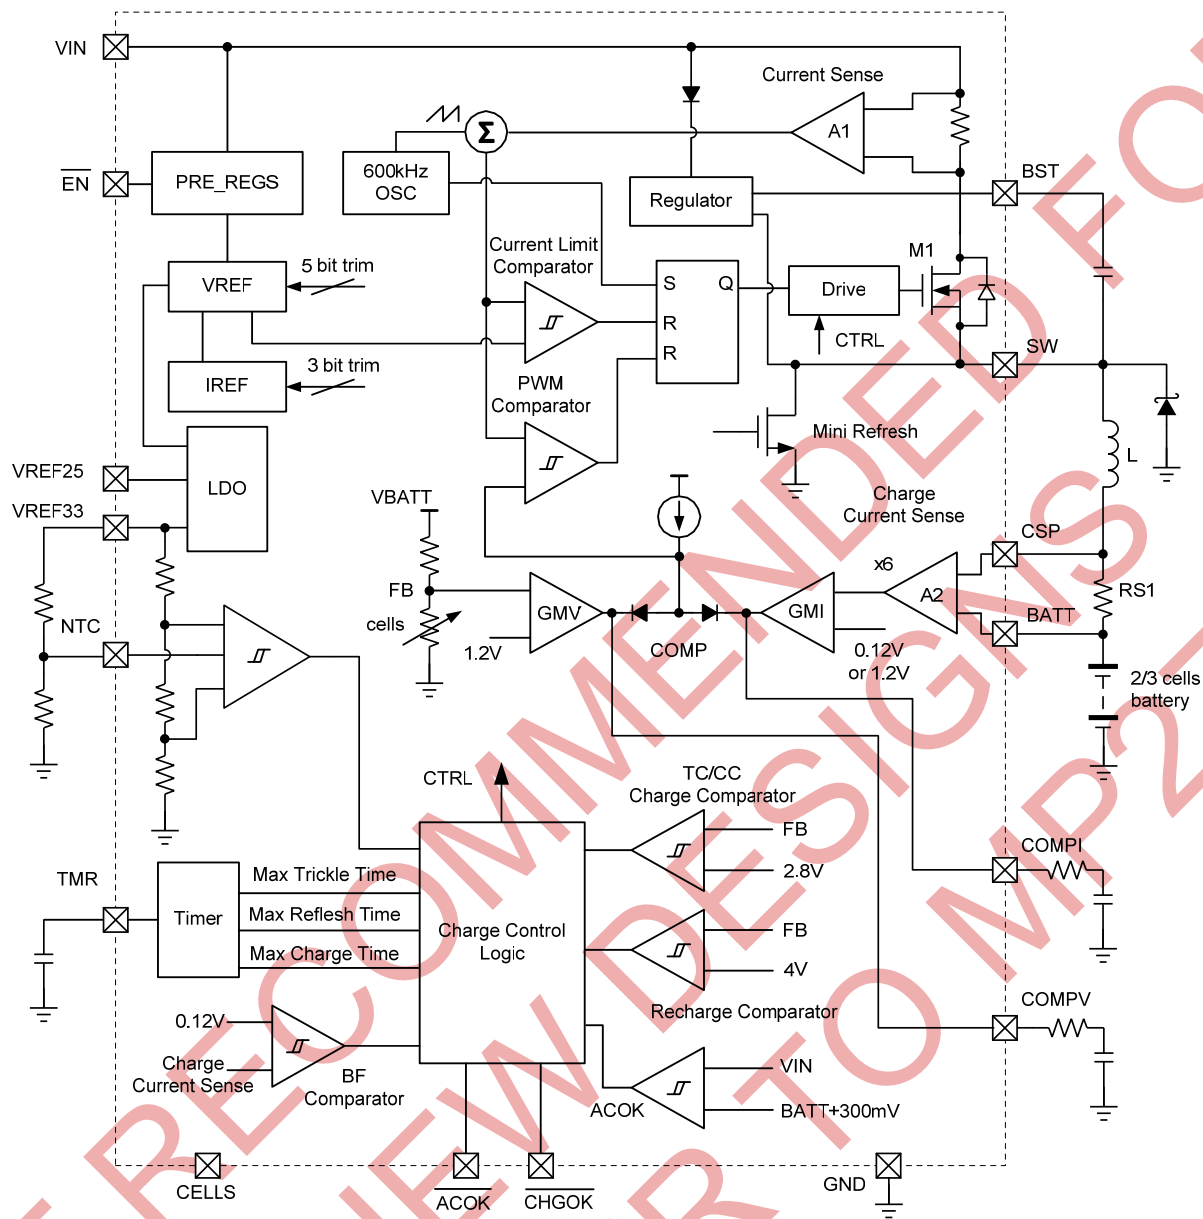 VIN
Current Sense
A1
Σ
600kHz
OSC
EN
PRE_REGS
Regulator
BST
Current Limit
Comparator
M1
VREF
5 bit trim
S
Q
R
R
Drive
CTRL
SW
IREF
3 bit trim
PWM
Comparator
Mini Refresh
L
VREF25
LDO
VREF33
VBATT
Charge
Current Sense
CSP
x6
A2
RS1
FB
GMV
GMI
BATT
NTC
cells
1.2V
COMP
0.12V
or 1.2V
2/3 cells
battery
CTRL
TC/CC
Charge Comparator
FB
2.8V
COMPI
TMR
Timer
Max Trickle Time
Max Reflesh Time
Max Charge Time
Charge Control
Logic
FB
4V
Recharge Comparator
COMPV
0.12V
Charge
Current Sense
BF
Comparator
VIN
ACOK
BATT+300mV
CELLS
ACOK
CHGOK
GND
RECOMMENDED FO
NEW DESIGNS
TO MP2